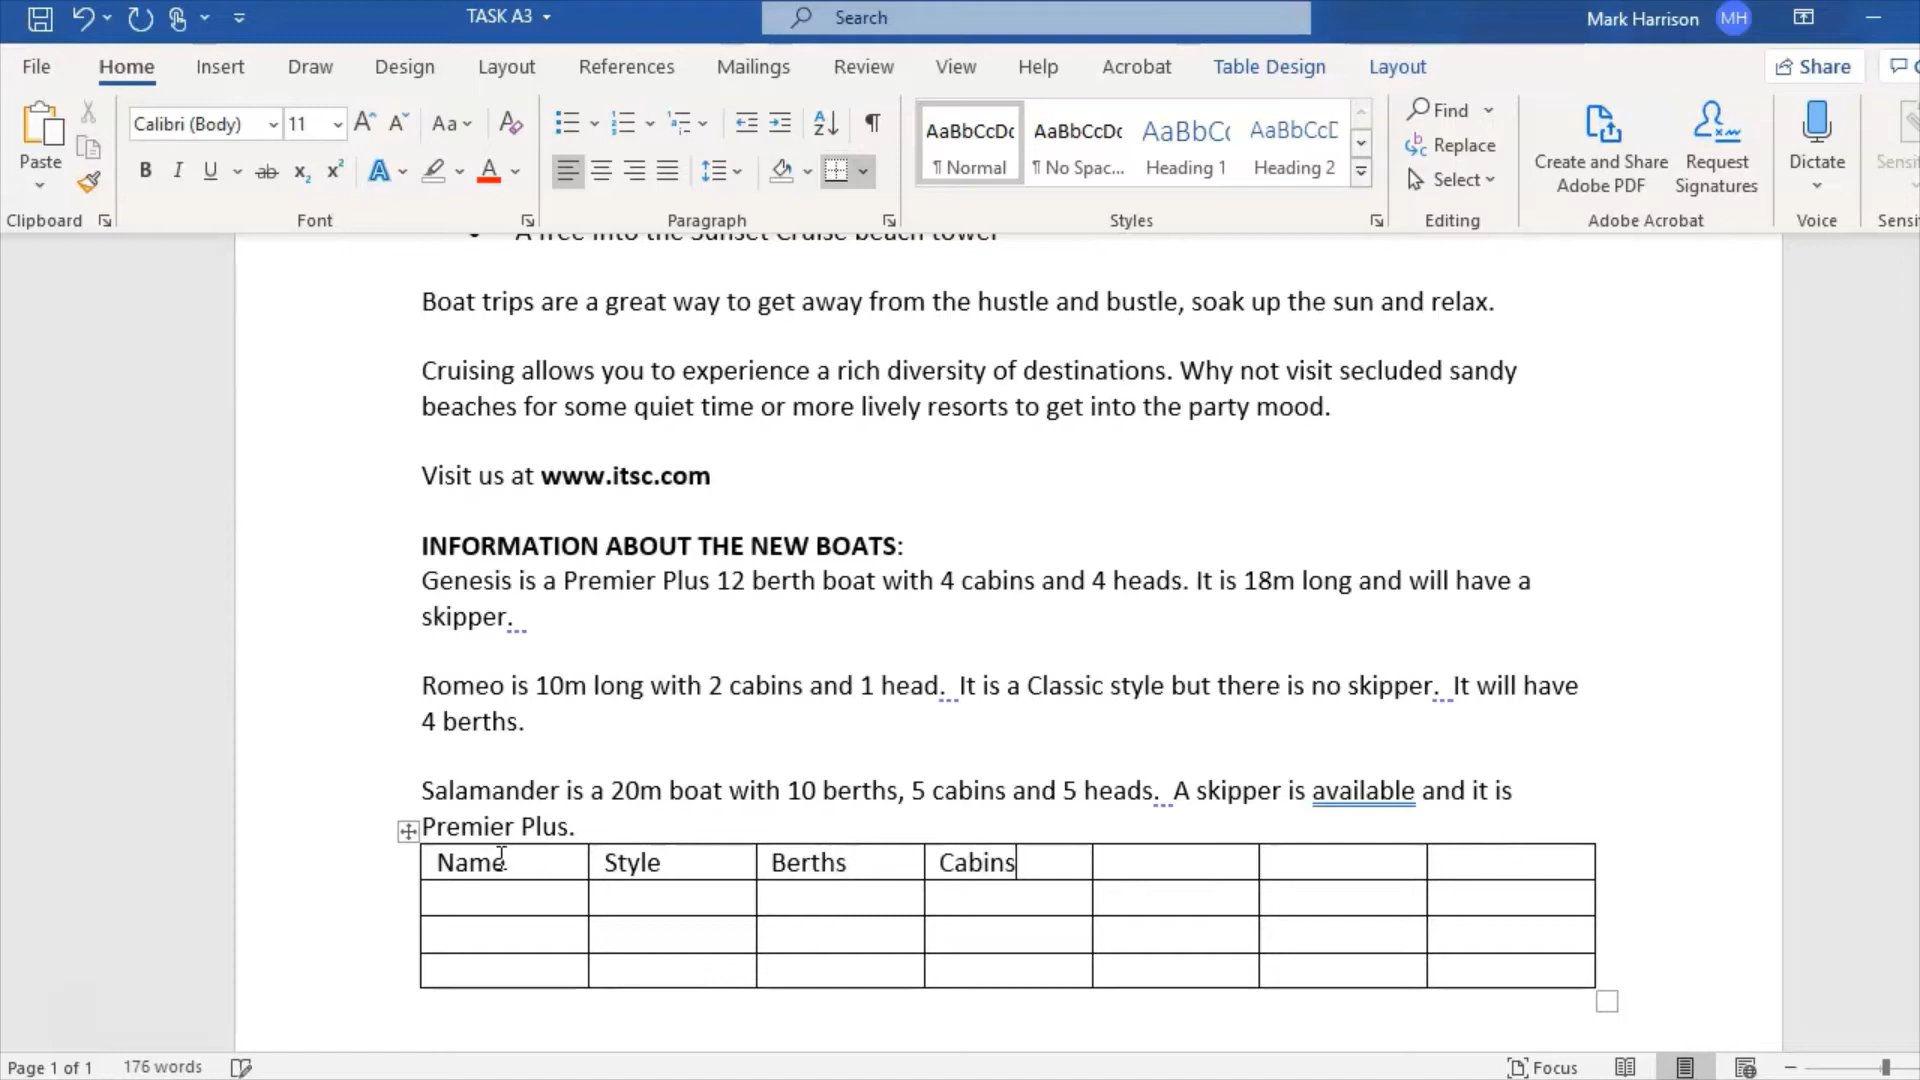 TASK A3
Search
Mark Harrison
MH
File Home Insert Draw Design Layout References Mailings Review View Help Acrobat Table Design Layout
Share
Paste
Clipboard
Calibri (Body) 11
Aa
B I U ab x₂ x² A A
Font
Paragraph
AaBbCcDc AaBbCcDc AaBbC AaBbCcD
¶ Normal ¶ No Spac... Heading 1 Heading 2
Styles
Find
Replace
Select
Editing
Create and Share Adobe PDF
Request Signatures
Adobe Acrobat
Dictate
Voice
Boat trips are a great way to get away from the hustle and bustle, soak up the sun and relax.
Cruising allows you to experience a rich diversity of destinations. Why not visit secluded sandy
beaches for some quiet time or more lively resorts to get into the party mood.
Visit us at www.itsc.com
INFORMATION ABOUT THE NEW BOATS:
Genesis is a Premier Plus 12 berth boat with 4 cabins and 4 heads. It is 18m long and will have a
skipper.
Romeo is 10m long with 2 cabins and 1 head. It is a Classic style but there is no skipper. It will have
4 berths.
Salamander is a 20m boat with 10 berths, 5 cabins and 5 heads. A skipper is available and it is
Premier Plus.
Name Style Berths Cabins
Page 1 of 1 176 words
Focus